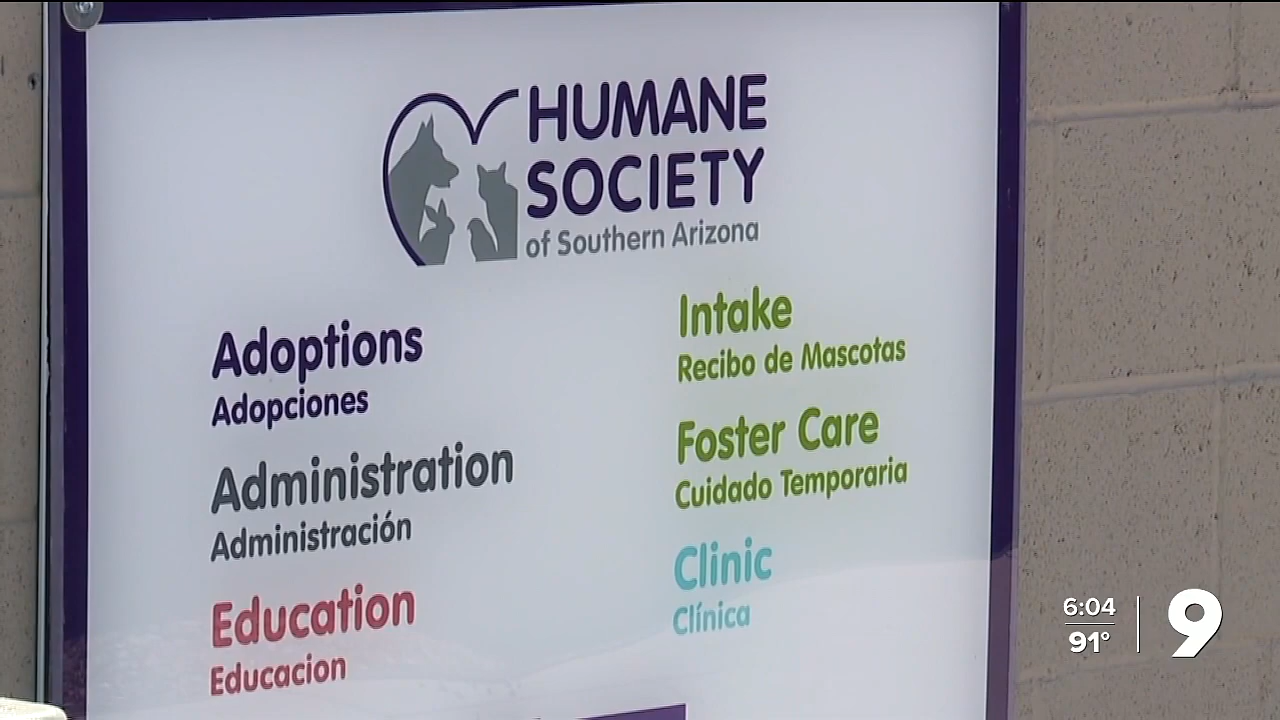 HUMANE
SOCIETY
of Southern Arizona
Adoptions
Adopciones
Administration
Administración
Education
Educacion
Intake
Recibo de Mascotas
Foster Care
Cuidado Temporaria
Clinic
Clínica
6:04
91°
9